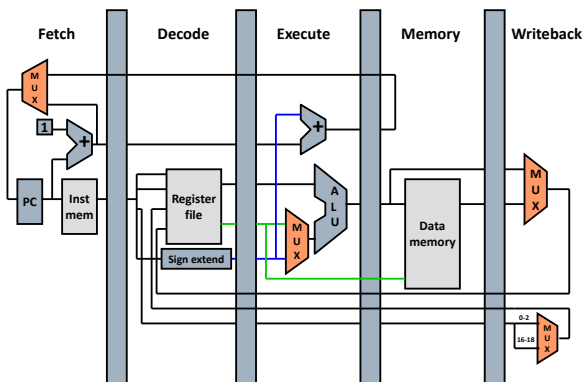 Fetch
Decode
Execute
Memory
Writeback
M
U
X
1
+
+
PC
Inst
mem
Register
file
Sign extend
M
U
X
A
L
U
Data
memory
M
U
X
0-2
16-18
M
U
X